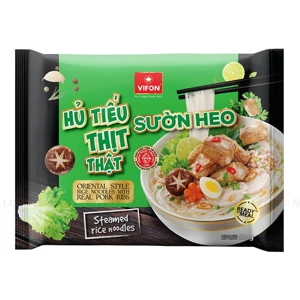 VIFON
HỦ TIẾU
THỊT
THẬT
SƯỜN HEO
ORIENTAL STYLE
RICE NOODLES WITH
REAL PORK RIBS
Steamed
rice noodles
READY
MEAL